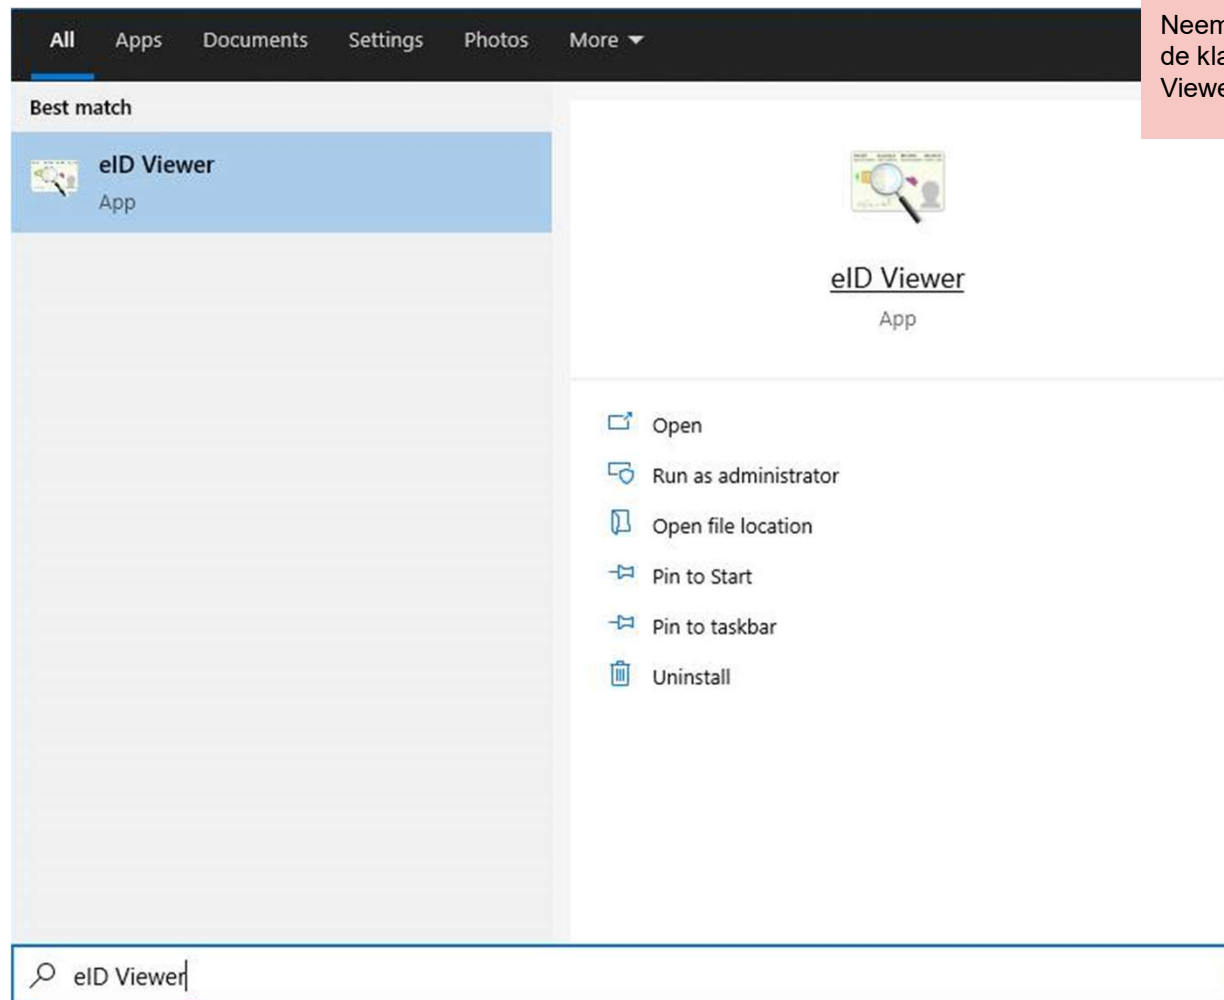 All Apps Documents Settings Photos More
Neem
de kla
Viewe
Best match
eID Viewer
App
eID Viewer
App
Open
Run as administrator
Open file location
Pin to Start
Pin to taskbar
Uninstall
eID Viewer